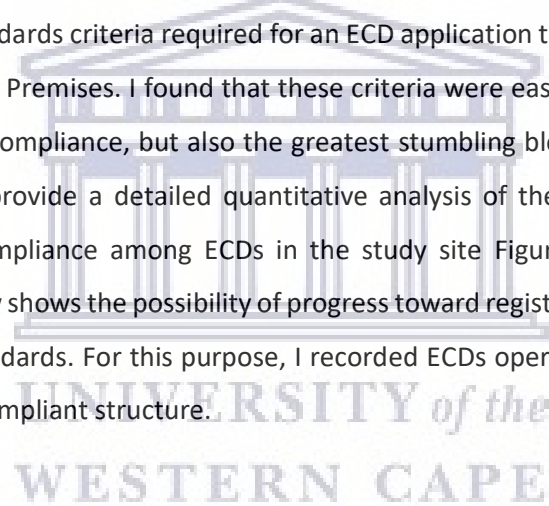 dards criteria required for an ECD application t
Premises. I found that these criteria were eas
ompliance, but also the greatest stumbling bl
provide a detailed quantitative analysis of the
mpliance among ECDs in the study site Figur
shows the possibility of progress toward regist
dards. For this purpose, I recorded ECDs oper
mpliant structure.
UNIVERSITY of the
WESTERN CAPE